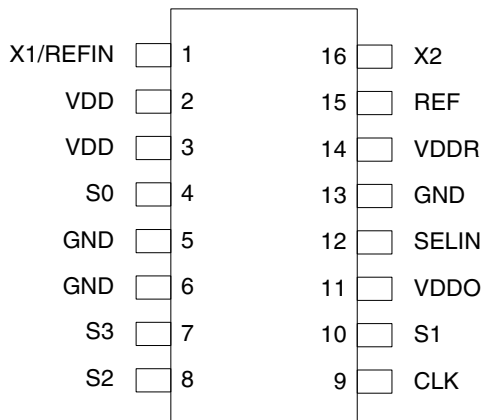 X1/REFIN 1 16 X2
VDD 2 15 REF
VDD 3 14 VDDR
S0 4 13 GND
GND 5 12 SELIN
GND 6 11 VDDO
S3 7 10 S1
S2 8 9 CLK